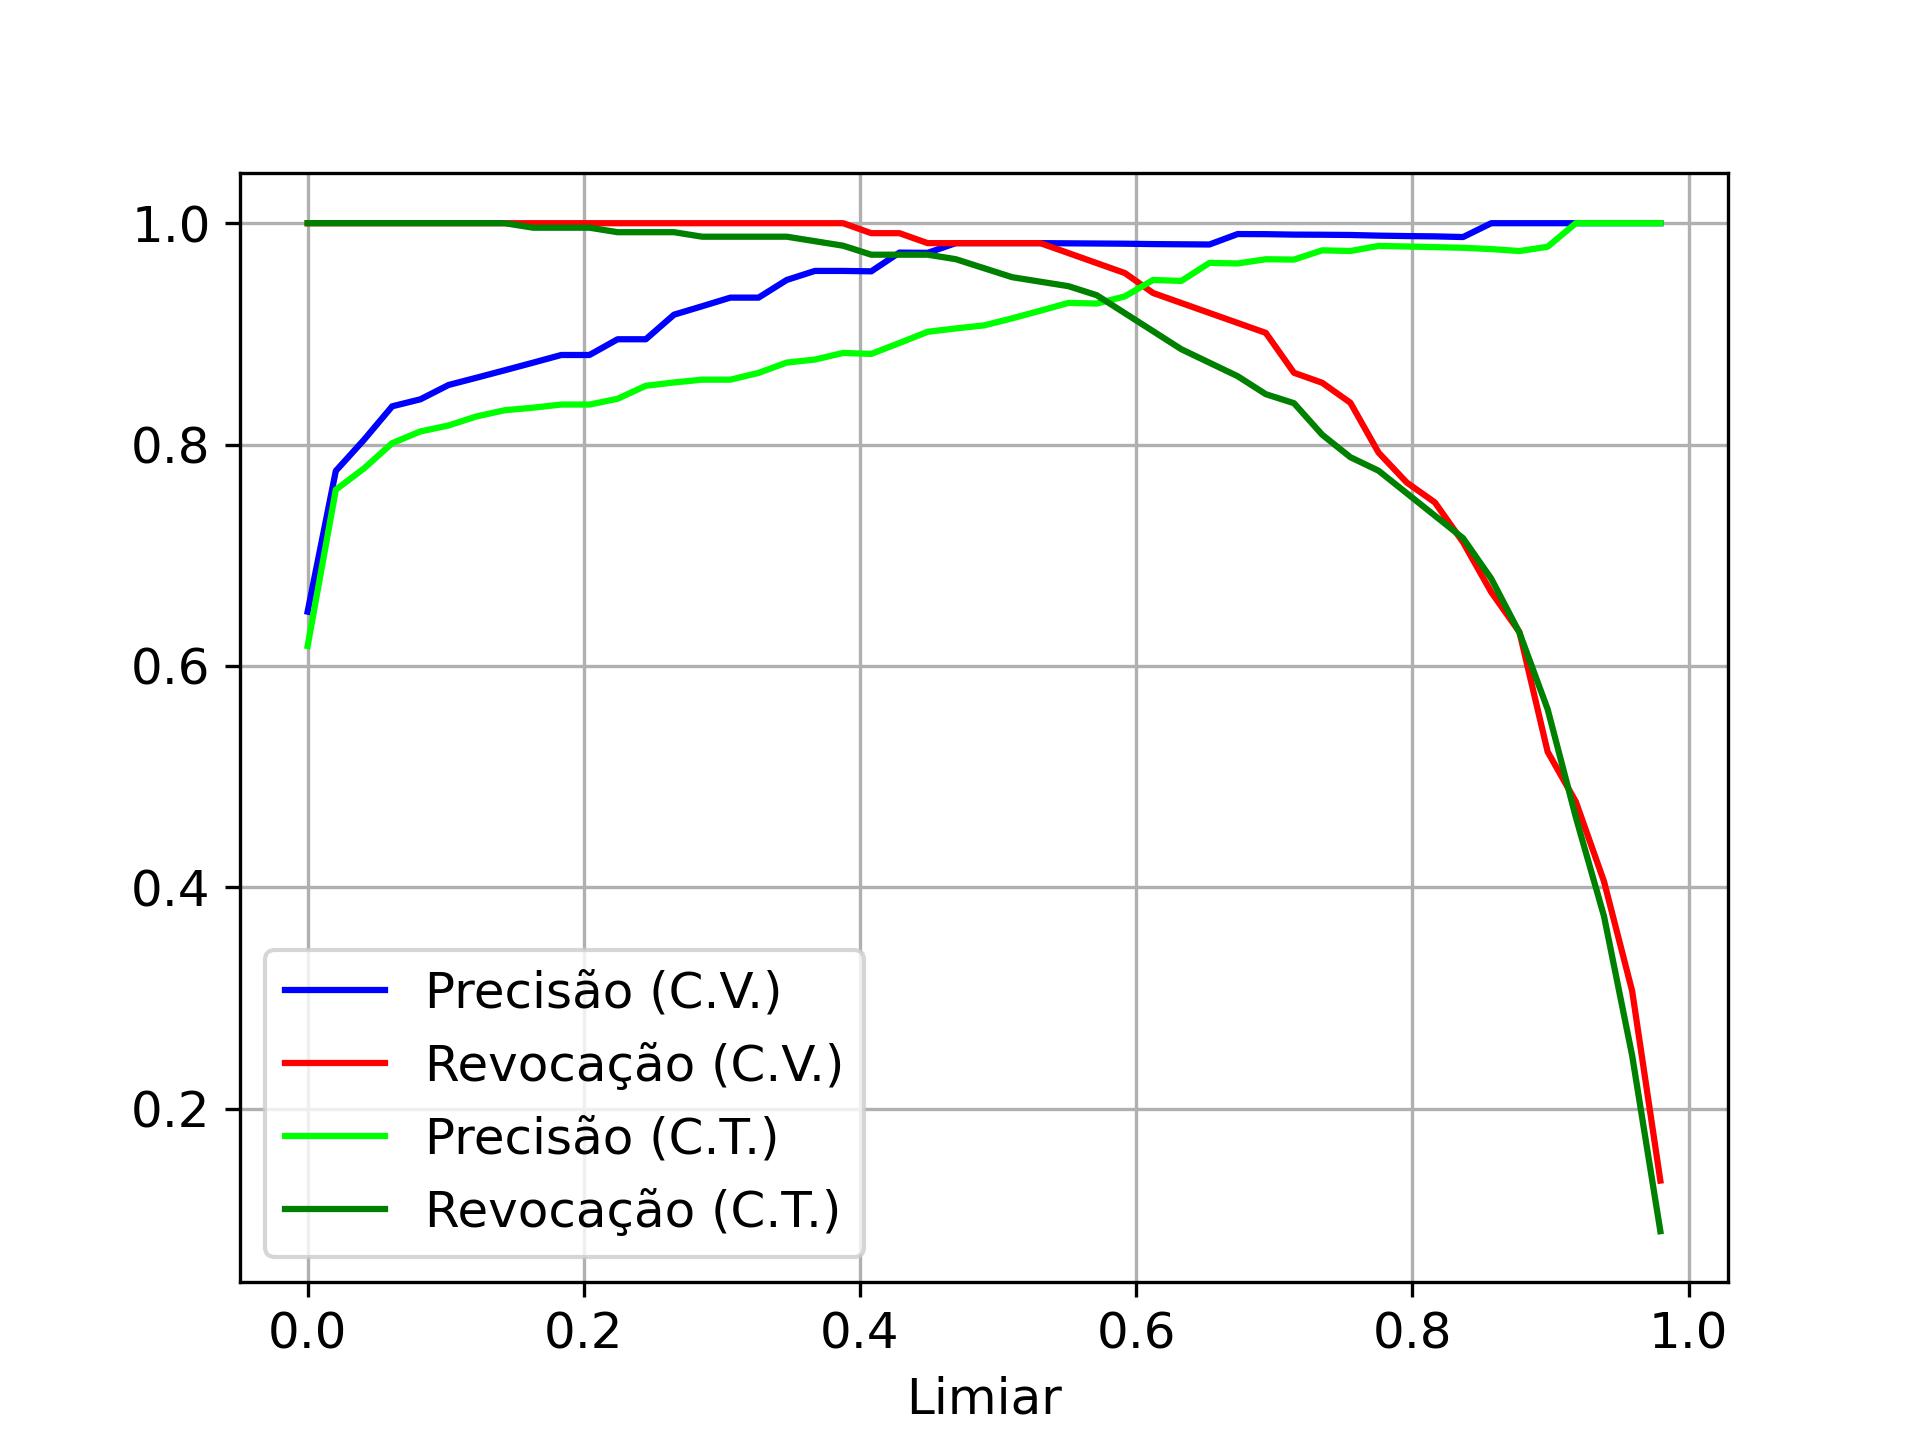 1.0
0.8
0.6
0.4
0.2
Precisão (C.V.)
Revocação (C.V.)
Precisão (C.T.)
Revocação (C.T.)
0.0 0.2 0.4 0.6 0.8 1.0
Limiar